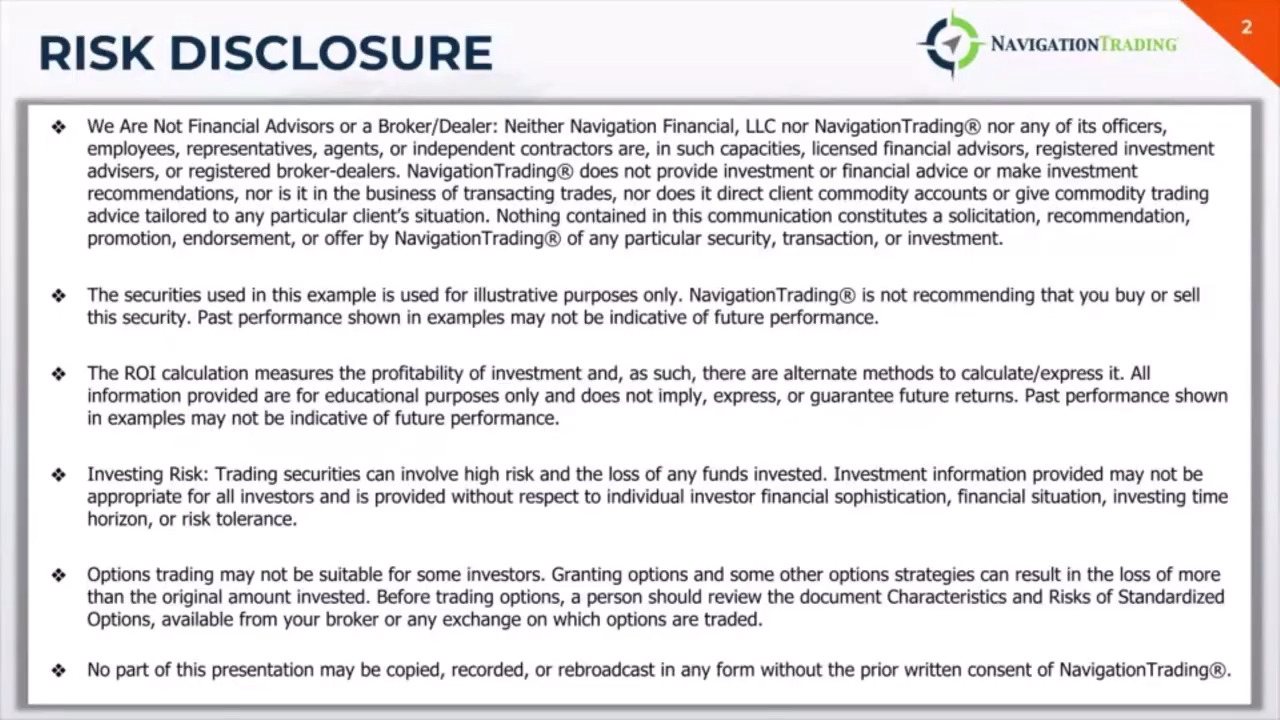 RISK DISCLOSURE
NAVIGATIONTRADING
2
❖ We Are Not Financial Advisors or a Broker/Dealer: Neither Navigation Financial, LLC nor NavigationTrading® nor any of its officers,
employees, representatives, agents, or independent contractors are, in such capacities, licensed financial advisors, registered investment
advisers, or registered broker-dealers. NavigationTrading® does not provide investment or financial advice or make investment
recommendations, nor is it in the business of transacting trades, nor does it direct client commodity accounts or give commodity trading
advice tailored to any particular client's situation. Nothing contained in this communication constitutes a solicitation, recommendation,
promotion, endorsement, or offer by NavigationTrading® of any particular security, transaction, or investment.
❖ The securities used in this example is used for illustrative purposes only. NavigationTrading® is not recommending that you buy or sell
this security. Past performance shown in examples may not be indicative of future performance.
❖ The ROI calculation measures the profitability of investment and, as such, there are alternate methods to calculate/express it. All
information provided are for educational purposes only and does not imply, express, or guarantee future returns. Past performance shown
in examples may not be indicative of future performance.
❖ Investing Risk: Trading securities can involve high risk and the loss of any funds invested. Investment information provided may not be
appropriate for all investors and is provided without respect to individual investor financial sophistication, financial situation, investing time
horizon, or risk tolerance.
❖ Options trading may not be suitable for some investors. Granting options and some other options strategies can result in the loss of more
than the original amount invested. Before trading options, a person should review the document Characteristics and Risks of Standardized
Options, available from your broker or any exchange on which options are traded.
❖ No part of this presentation may be copied, recorded, or rebroadcast in any form without the prior written consent of NavigationTrading®.